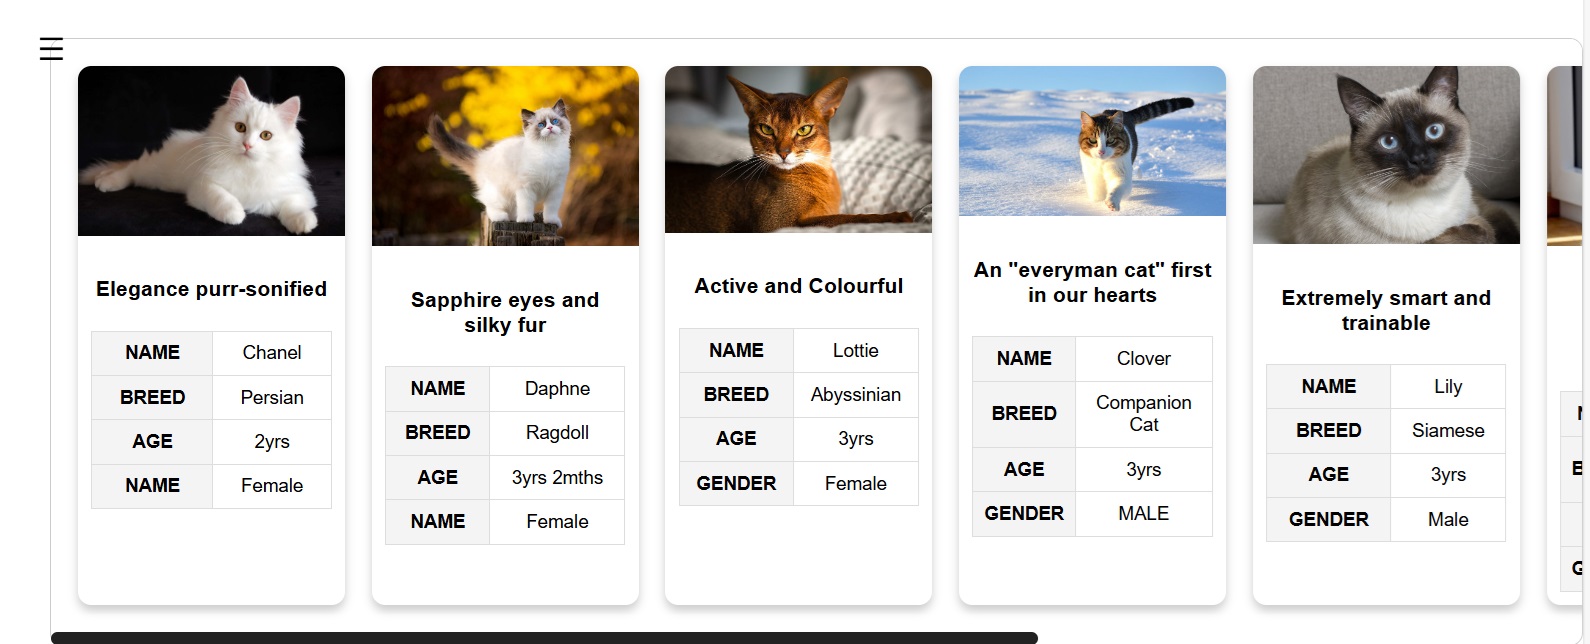 Elegance purr-sonified
NAME Chanel
BREED Persian
AGE 2yrs
NAME Female
Sapphire eyes and
silky fur
NAME Daphne
BREED Ragdoll
AGE 3yrs 2mths
NAME Female
Active and Colourful
NAME Lottie
BREED Abyssinian
AGE 3yrs
GENDER Female
An "everyman cat" first
in our hearts
NAME Clover
BREED Companion
Cat
AGE 3yrs
GENDER MALE
Extremely smart and
trainable
NAME Lily
BREED Siamese
AGE 3yrs
GENDER Male